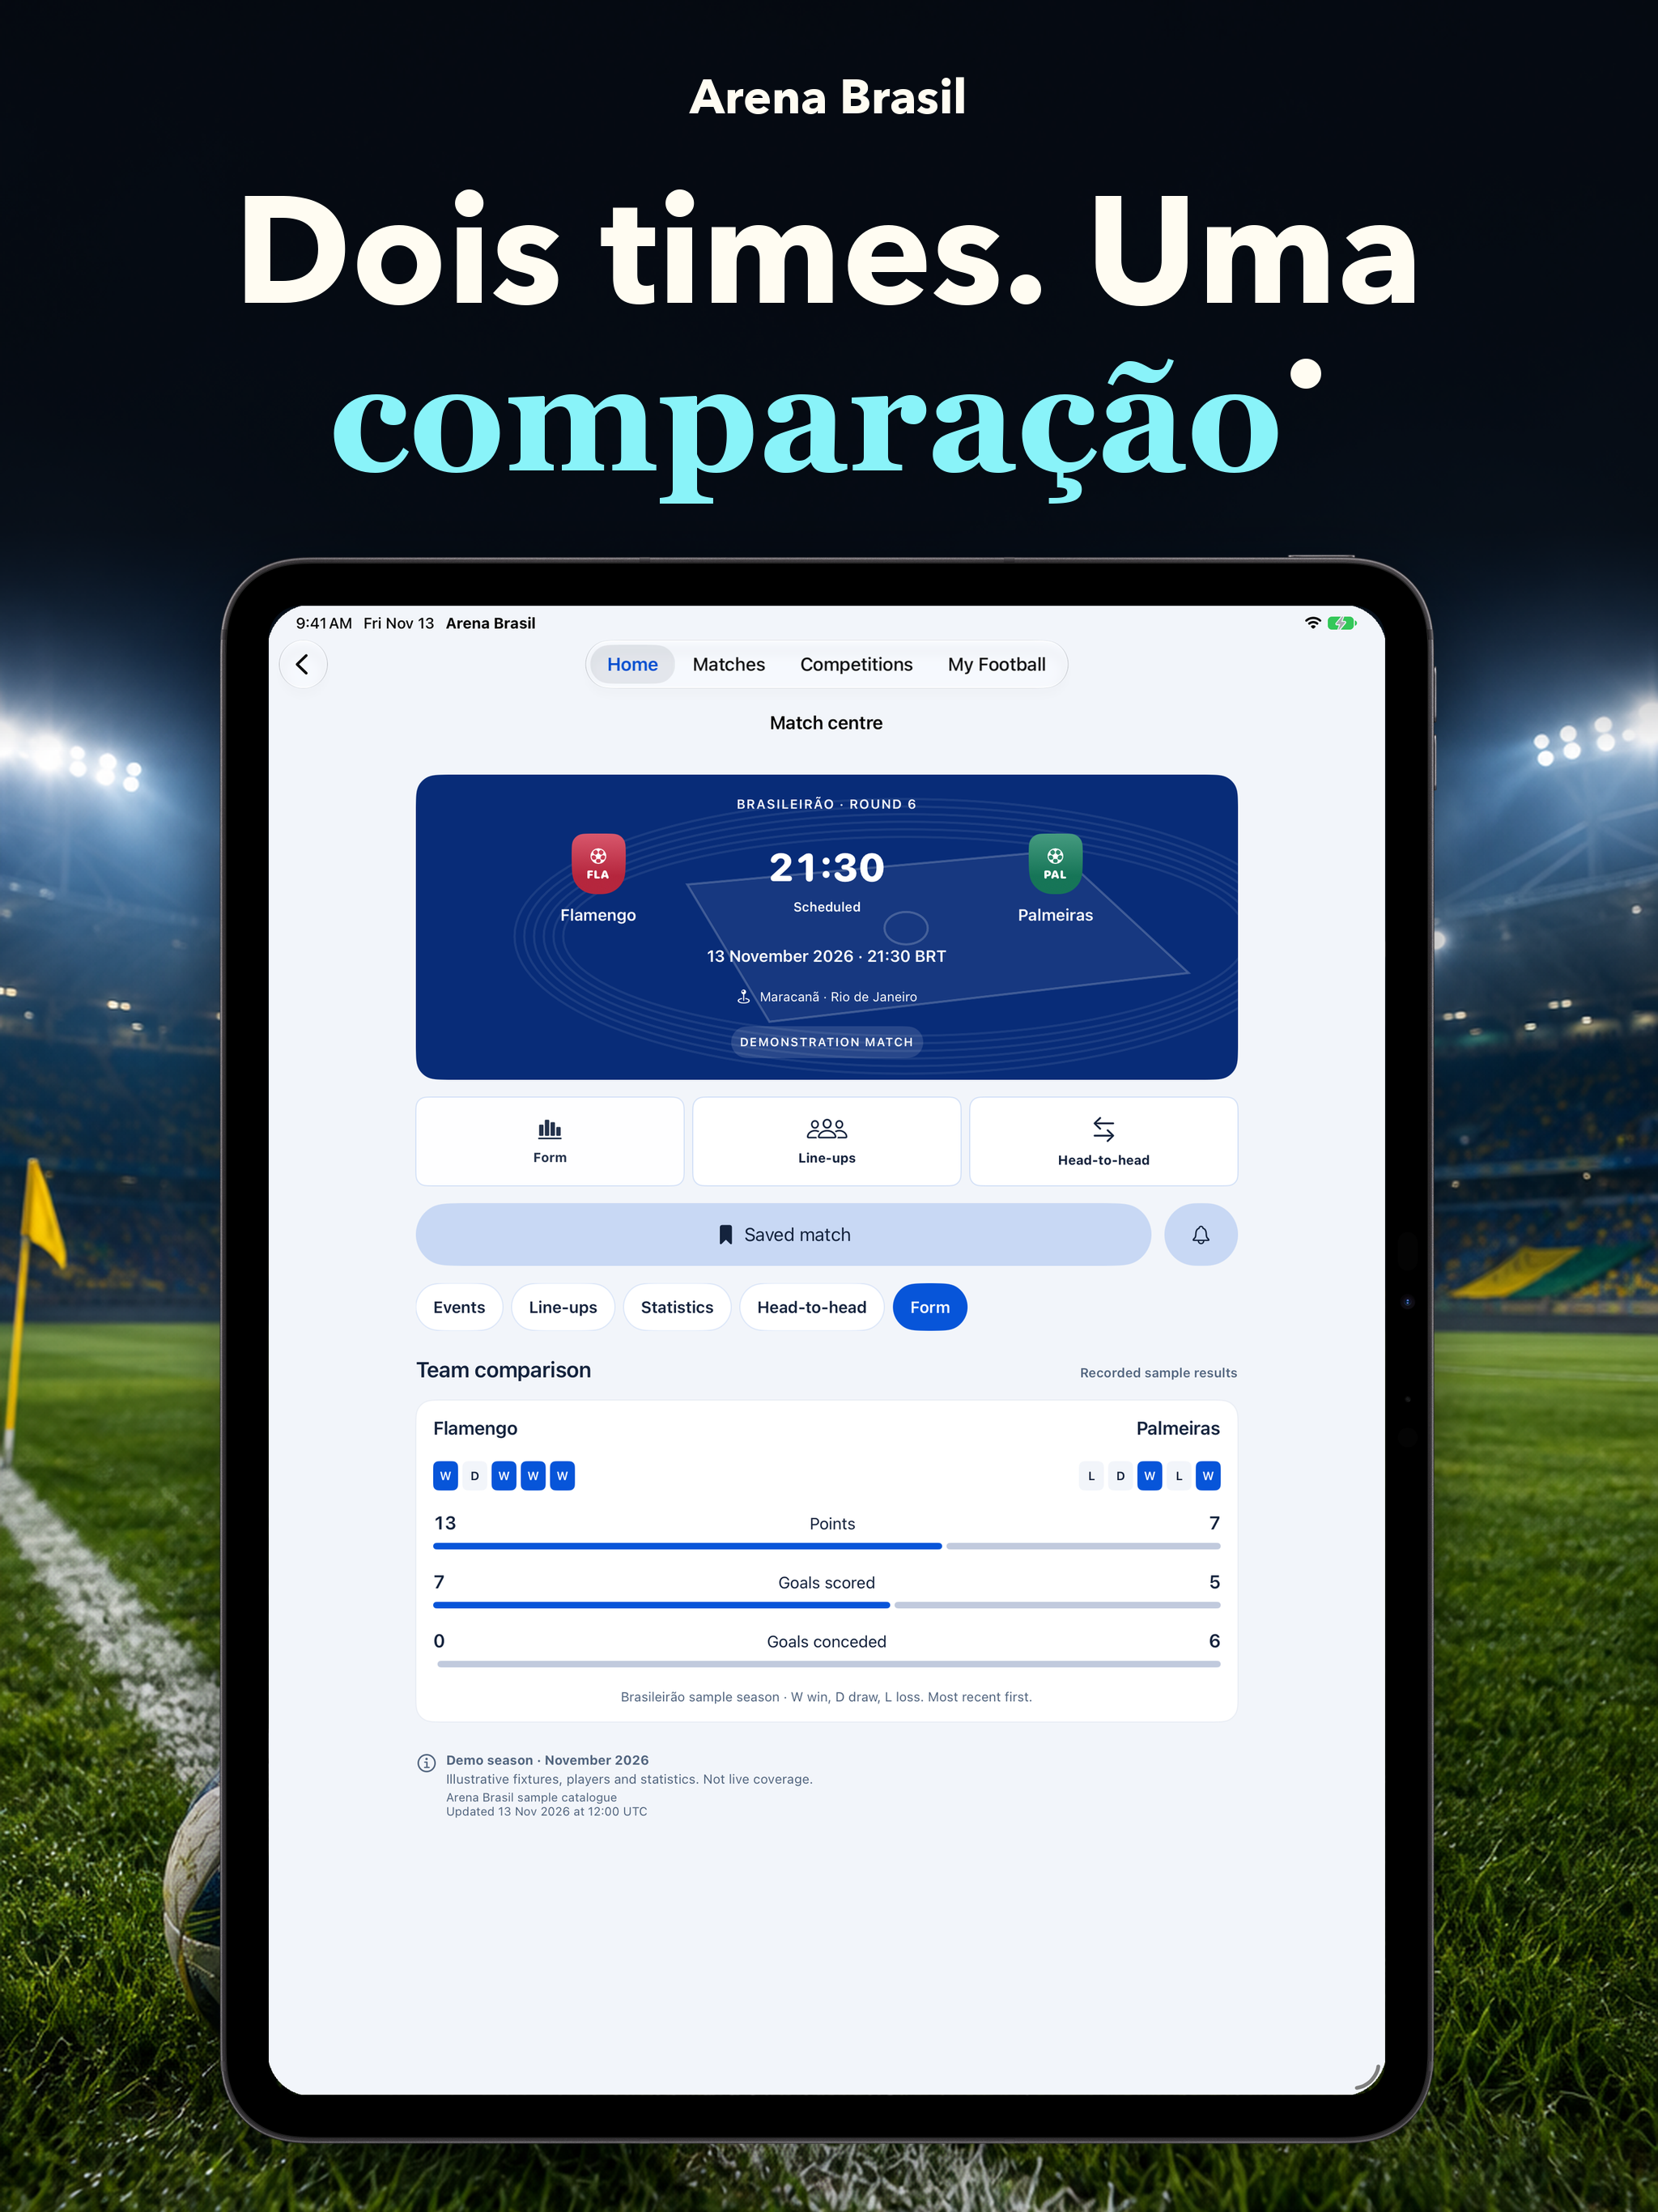 Arena Brasil
Dois times. Uma
comparação.
9:41 AM Fri Nov 13 Arena Brasil
Home Matches Competitions My Football
Match centre
BRASILEIRÃO · ROUND 6
FLA 21:30 PAL
Flamengo Scheduled Palmeiras
13 November 2026 · 21:30 BRT
Maracanã · Rio de Janeiro
DEMONSTRATION MATCH
Form Line-ups Head-to-head
Saved match
Events Line-ups Statistics Head-to-head Form
Team comparison Recorded sample results
Flamengo Palmeiras
W D W W W L D W L W
13 Points 7
7 Goals scored 5
0 Goals conceded 6
Brasileirão sample season · W win, D draw, L loss. Most recent first.
Demo season · November 2026
Illustrative fixtures, players and statistics. Not live coverage.
Arena Brasil sample catalogue
Updated 13 Nov 2026 at 12:00 UTC